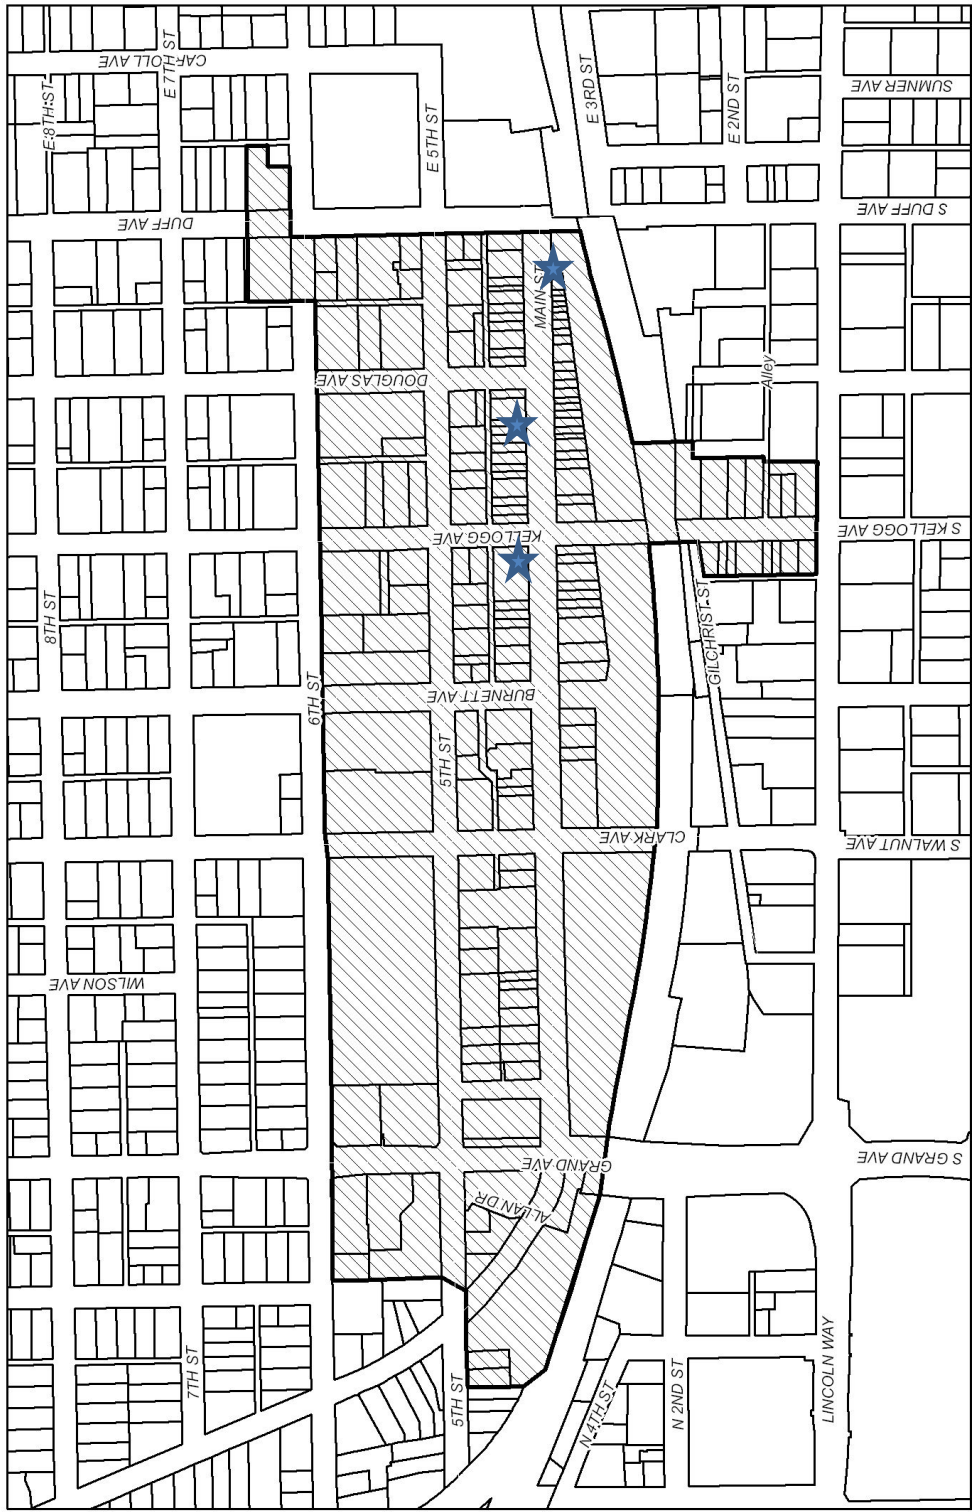 CARROLL AVE
E 7TH ST
E 8TH ST
E 5TH ST
E 3RD ST
E 2ND ST
SUMNER AVE
DUFF AVE
S DUFF AVE
MAIN ST
DOUGLAS AVE
Alley
KELLOGG AVE
S KELLOGG AVE
8TH ST
GILCHRIST ST
6TH ST
BURNETT AVE
5TH ST
CLARK AVE
S WALNUT AVE
WILSON AVE
GRAND AVE
S GRAND AVE
ALLAN DR
7TH ST
5TH ST
N 4TH ST
N 2ND ST
LINCOLN WAY